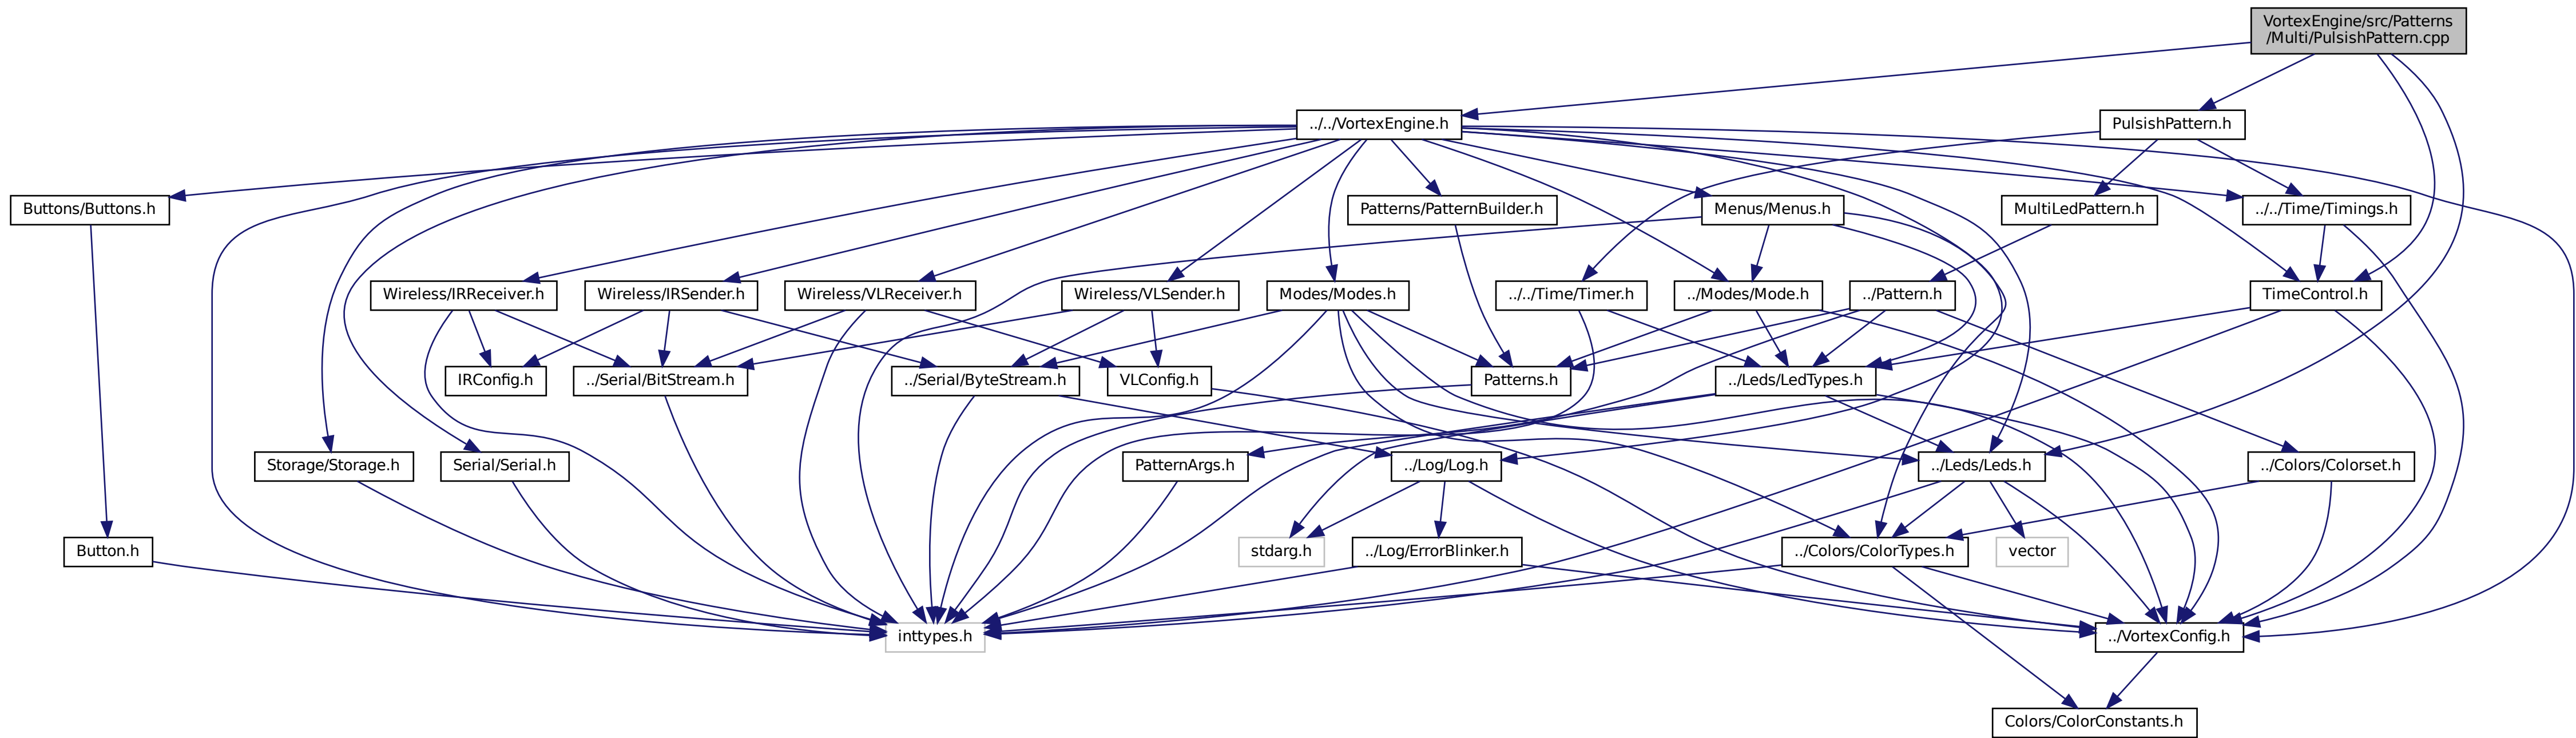 VortexEngine/src/Patterns
/Multi/PulsishPattern.cpp
../../VortexEngine.h
PulsishPattern.h
Buttons/Buttons.h
Patterns/PatternBuilder.h
Menus/Menus.h
MultiLedPattern.h
../../Time/Timings.h
Wireless/IRReceiver.h
Wireless/IRSender.h
Wireless/VLReceiver.h
Wireless/VLSender.h
Modes/Modes.h
../../Time/Timer.h
../Modes/Mode.h
../Pattern.h
TimeControl.h
IRConfig.h
../Serial/BitStream.h
../Serial/ByteStream.h
VLConfig.h
Patterns.h
../Leds/LedTypes.h
Storage/Storage.h
Serial/Serial.h
PatternArgs.h
../Log/Log.h
../Leds/Leds.h
../Colors/Colorset.h
Button.h
stdarg.h
../Log/ErrorBlinker.h
../Colors/ColorTypes.h
vector
inttypes.h
../VortexConfig.h
Colors/ColorConstants.h